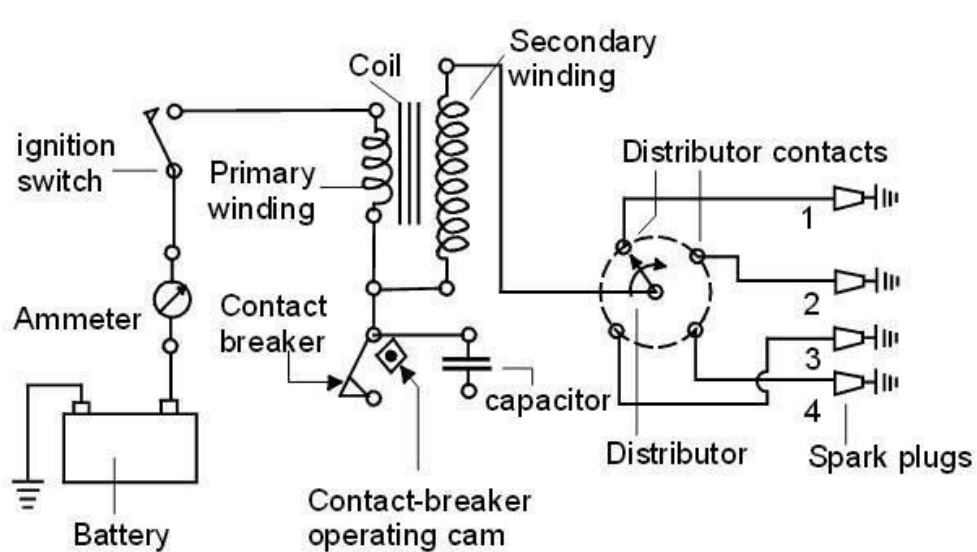 Secondary
winding
Coil
ignition
switch
Primary
winding
Distributor contacts
1
2
3
4
Ammeter
Contact
breaker
capacitor
Distributor
Spark plugs
Contact-breaker
operating cam
Battery